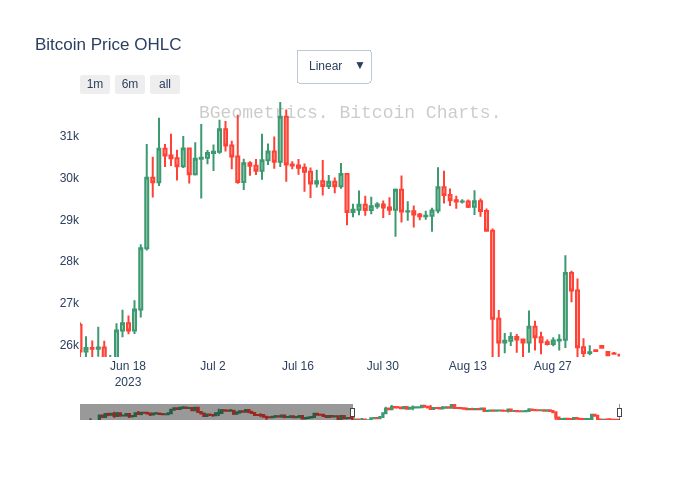 Bitcoin Price OHLC
Linear ▼
1m 6m all
BGeometrics. Bitcoin Charts.
31k
30k
29k
28k
27k
26k
Jun 18 Jul 2 Jul 16 Jul 30 Aug 13 Aug 27
2023